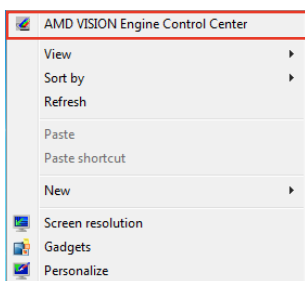 AMD VISION Engine Control Center
View
Sort by
Refresh
Paste
Paste shortcut
New
Screen resolution
Gadgets
Personalize